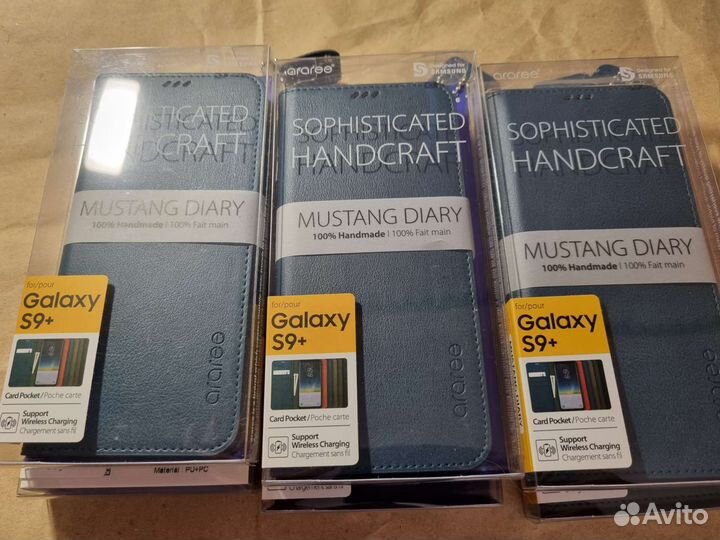 SOPHISTICATED
HANDCRAFT
MUSTANG DIARY
100% Handmade | 100% Fait main
for/pour
Galaxy
S9+
Card Pocket/Poche carte
Support
Wireless Charging
Chargement sans fil
araree
Material : PU+PC
araree
Designed for
SAMSUNG
SOPHISTICATED
HANDCRAFT
MUSTANG DIARY
100% Handmade | 100% Fait main
for/pour
Galaxy
S9+
Card Pocket/Poche carte
Support
Wireless Charging
Chargement sans fil
araree
Chargement sans fil
araree
Designed for
SAMSUNG
SOPHISTICATED
HANDCRAFT
MUSTANG DIARY
100% Handmade | 100% Fait main
for/pour
Galaxy
S9+
Card Pocket/Poche carte
Support
Wireless Charging
Chargement sans fil
Avito